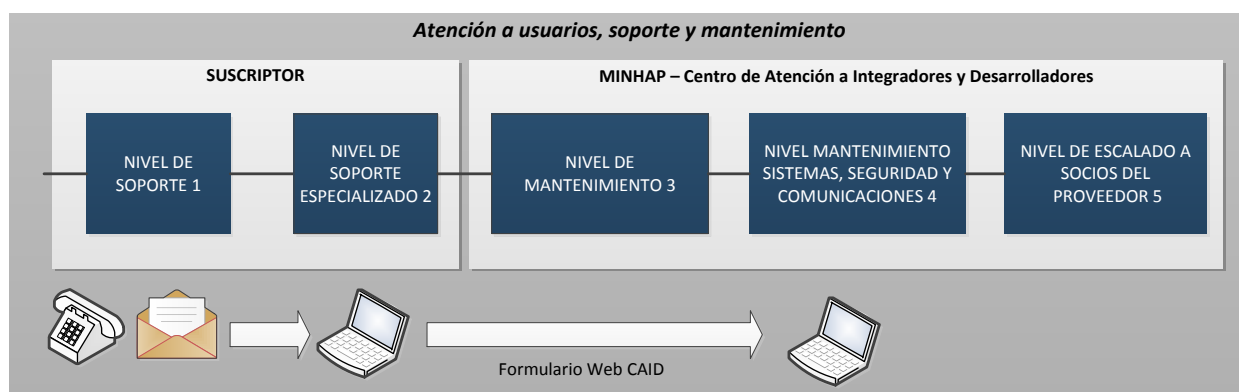 Atención a usuarios, soporte y mantenimiento
SUSCRIPTOR
MINHAP – Centro de Atención a Integradores y Desarrolladores
NIVEL DE
SOPORTE 1
NIVEL DE
SOPORTE
ESPECIALIZADO 2
NIVEL DE
MANTENIMIENTO 3
NIVEL MANTENIMIENTO
SISTEMAS, SEGURIDAD Y
COMUNICACIONES 4
NIVEL DE ESCALADO A
SOCIOS DEL
PROVEEDOR 5
Formulario Web CAID